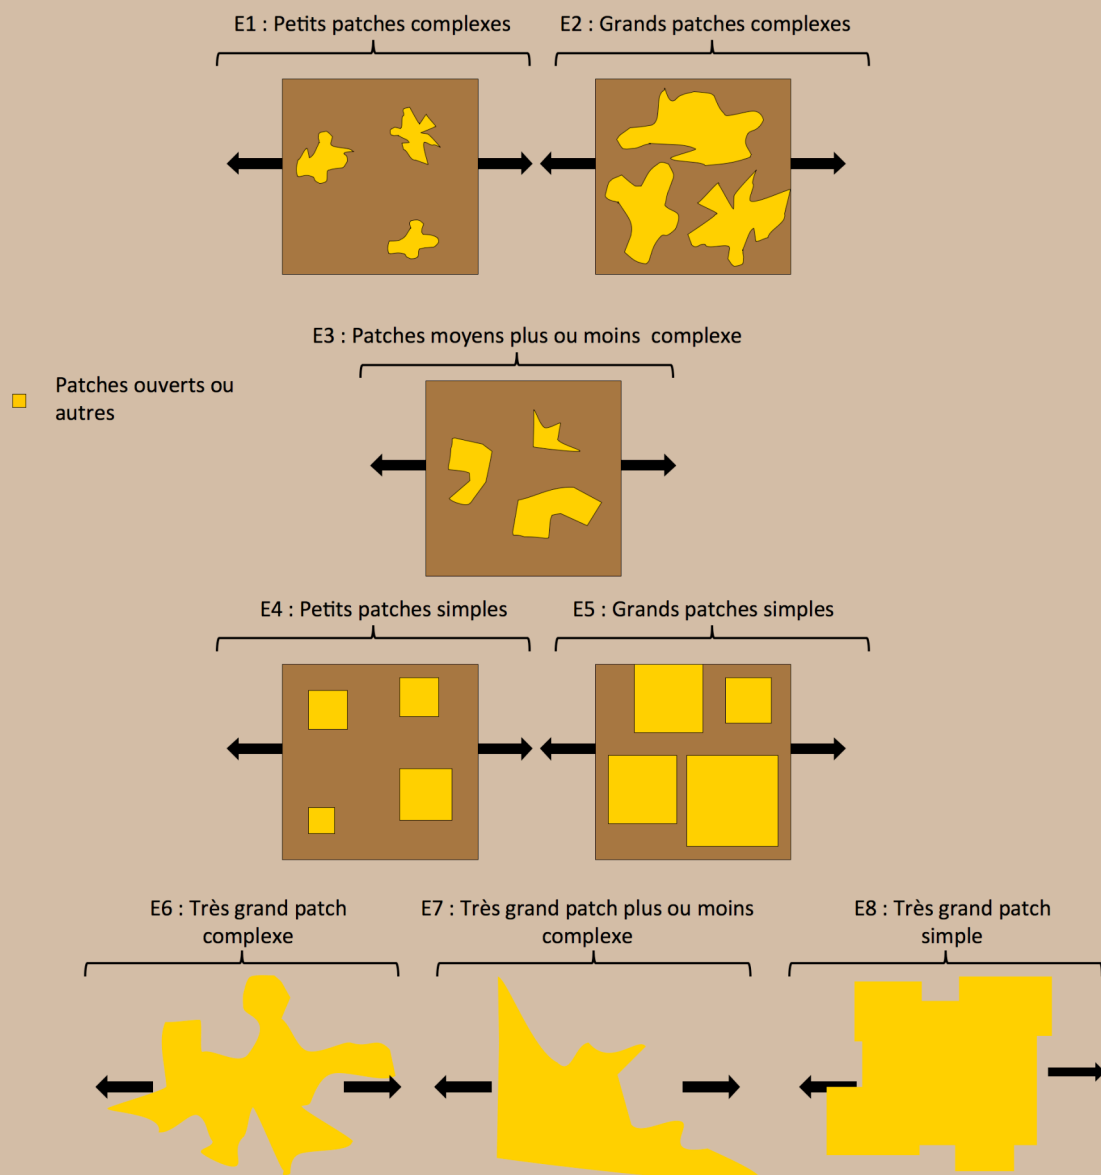 E1 : Petits patches complexes
E2 : Grands patches complexes
E3 : Patches moyens plus ou moins  complexe
Patches ouverts ou
autres
E4 : Petits patches simples
E5 : Grands patches simples
E6 : Très grand patch
complexe
E7 : Très grand patch plus ou moins
complexe
E8 : Très grand patch
simple